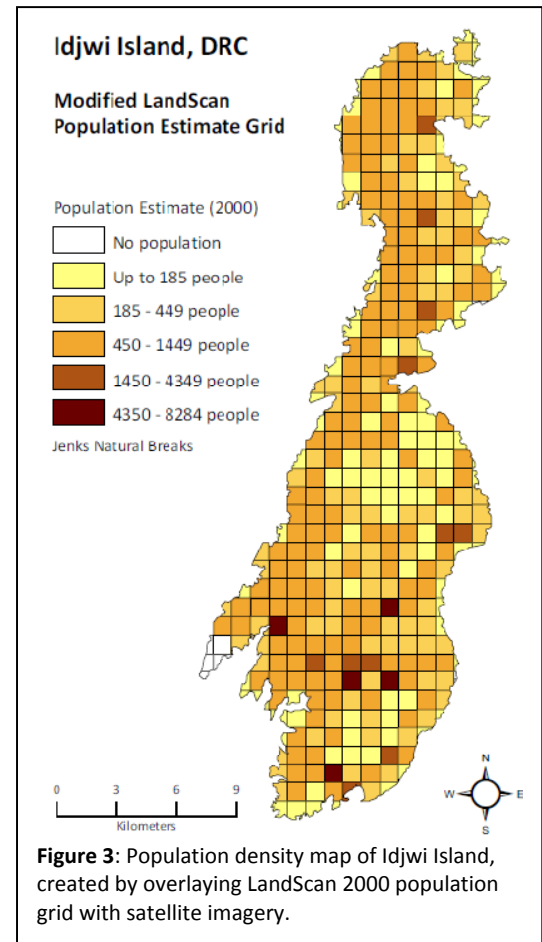 Idjwi Island, DRC
Modified LandScan
Population Estimate Grid
Population Estimate (2000)
No population
Up to 185 people
185 - 449 people
450 - 1449 people
1450 - 4349 people
4350 - 8284 people
Jenks Natural Breaks
0 3 6 9
Kilometers
N
W E
S
Figure 3: Population density map of Idjwi Island,
created by overlaying LandScan 2000 population
grid with satellite imagery.